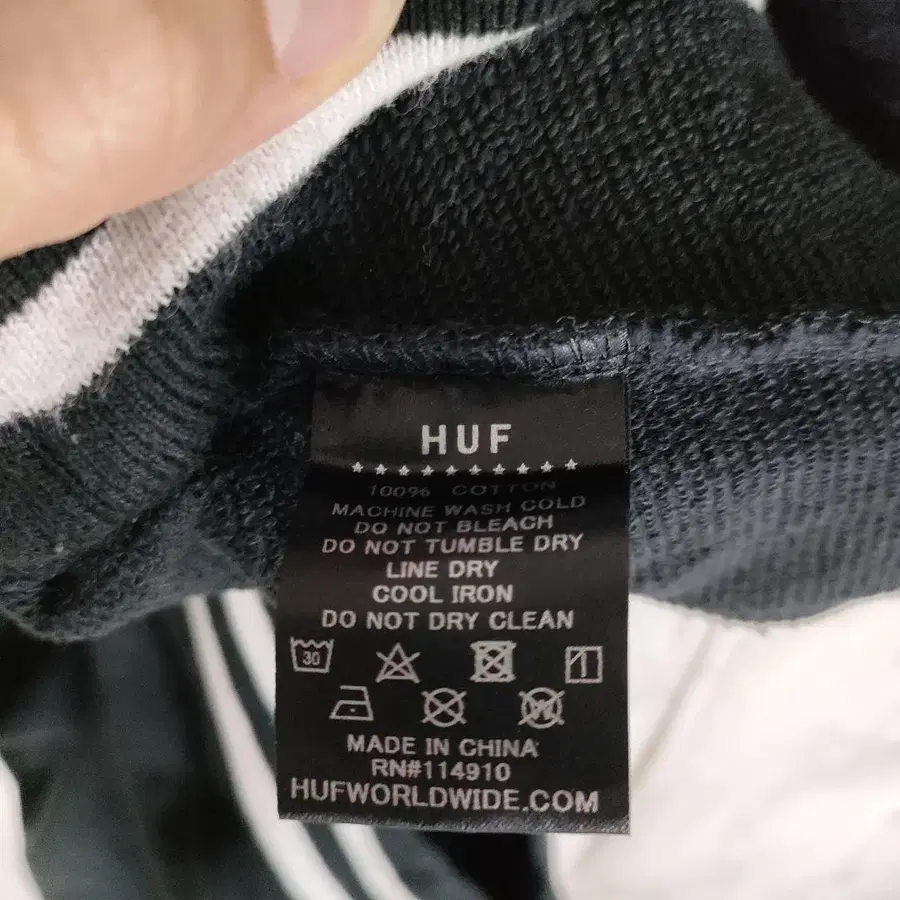 HUF
100% COTTON
MACHINE WASH COLD
DO NOT BLEACH
DO NOT TUMBLE DRY
LINE DRY
COOL IRON
DO NOT DRY CLEAN
30
W
MADE IN CHINA
RN#114910
HUFWORLDWIDE.COM